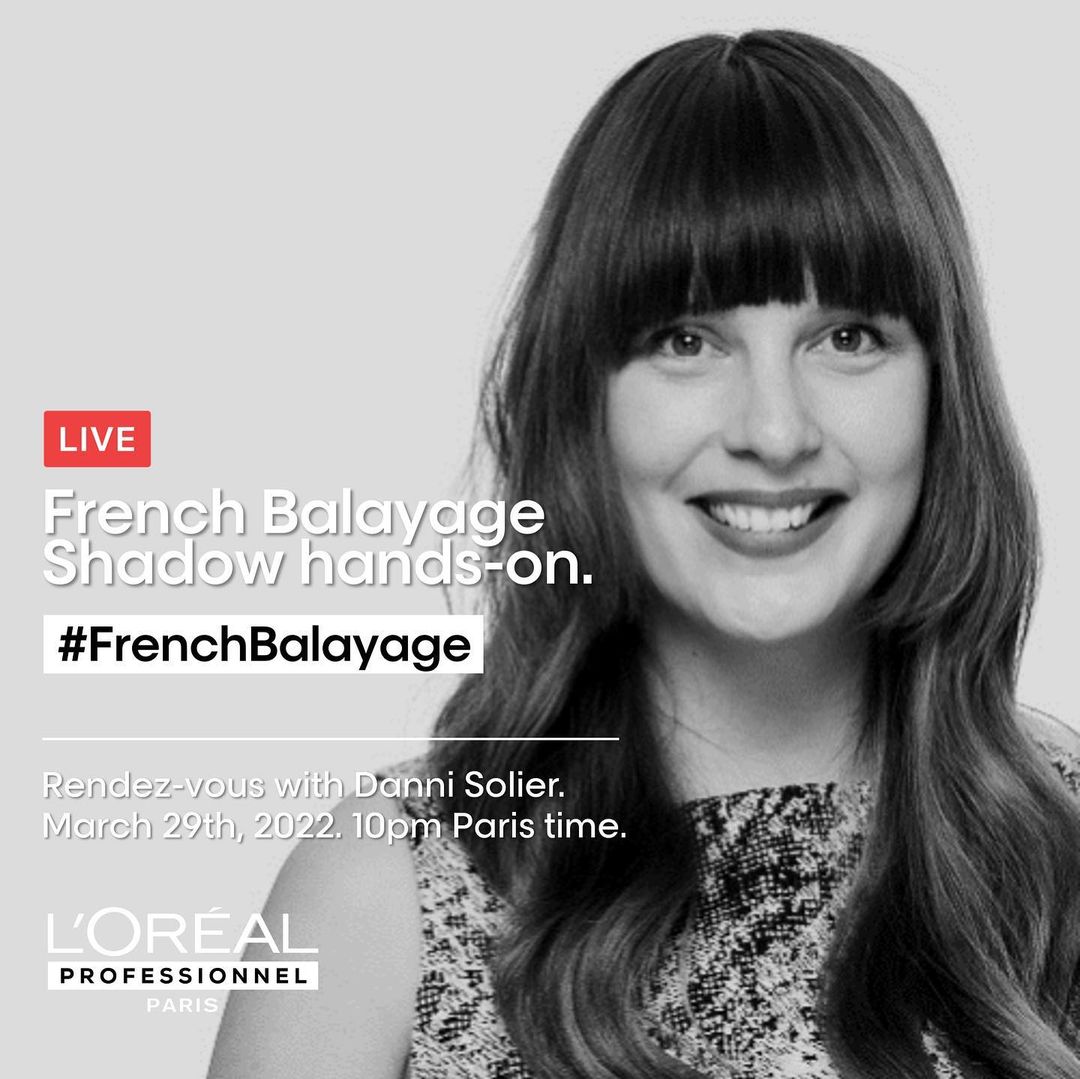 LIVE
French Balayage
Shadow hands-on.
#FrenchBalayage
Rendez-vous with Danni Solier.
March 29th, 2022. 10pm Paris time.
L'ORÉAL
PROFESSIONNEL
PARIS